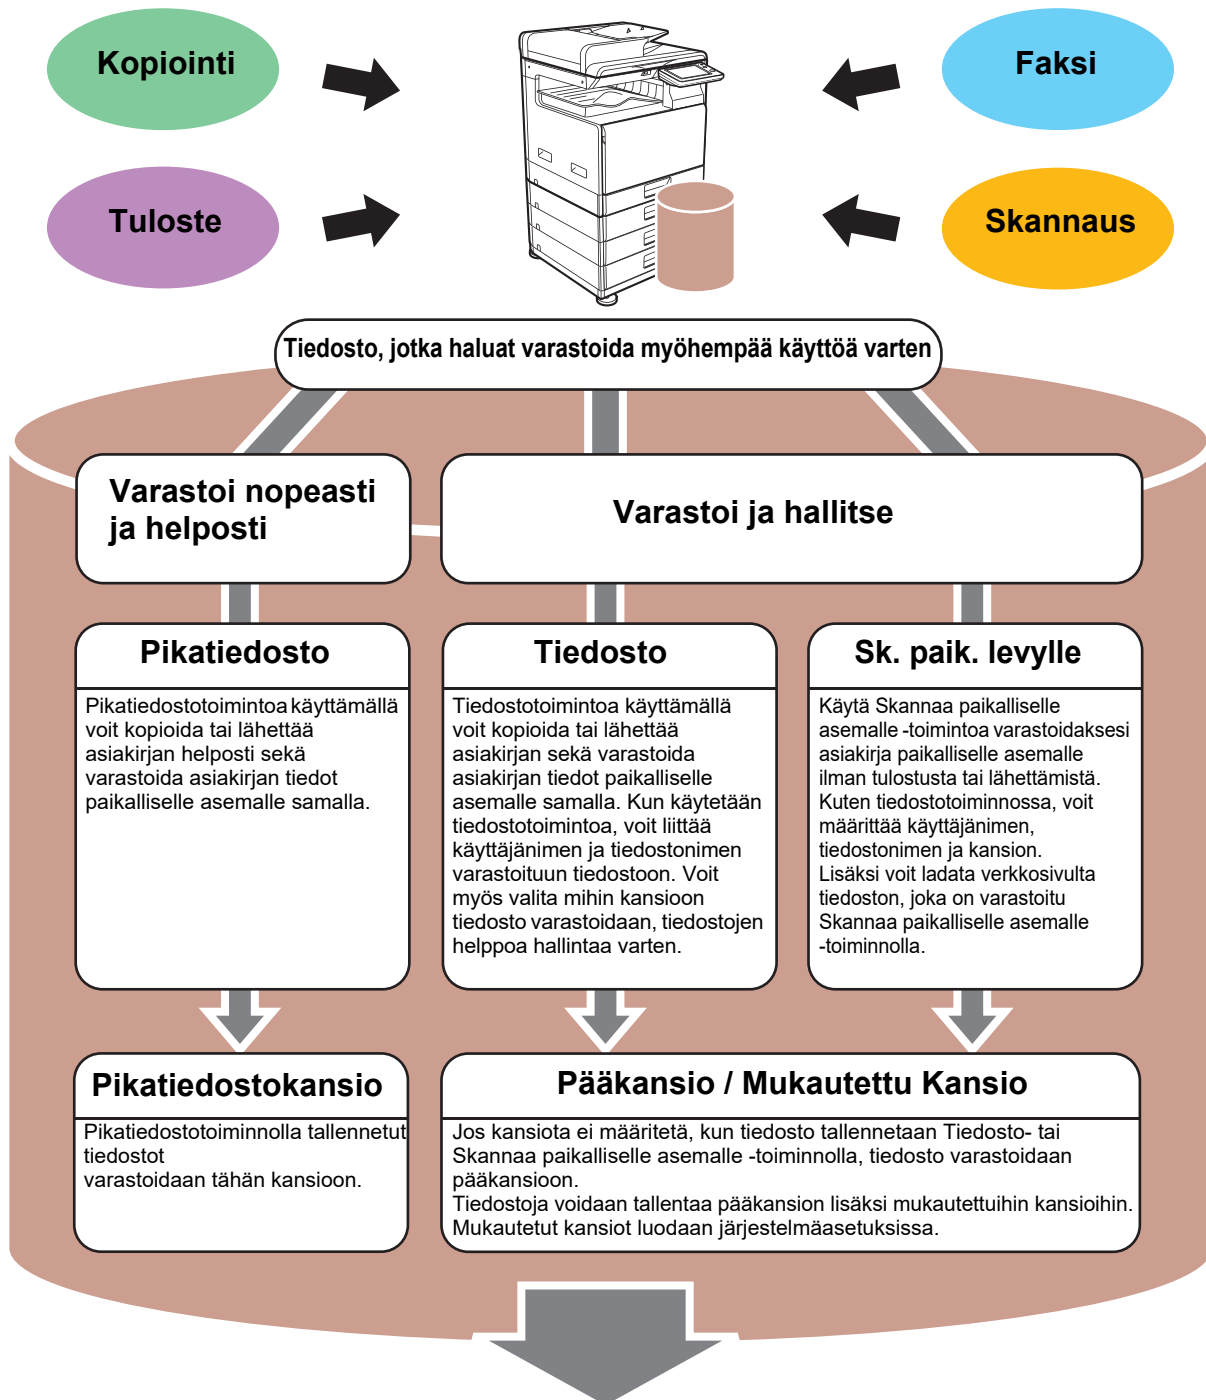 Kopiointi
Faksi
Tuloste
Skannaus
Tiedosto, jotka haluat varastoida myöhempää käyttöä varten
Varastoi nopeasti
ja helposti
Varastoi ja hallitse
Pikatiedosto
Pikatiedostotoimintoa käyttämällä
voit kopioida tai lähettää
asiakirjan helposti sekä
varastoida asiakirjan tiedot
paikalliselle asemalle samalla.
Tiedosto
Tiedostotoimintoa käyttämällä
voit kopioida tai lähettää
asiakirjan sekä varastoida
asiakirjan tiedot paikalliselle
asemalle samalla. Kun käytetään
tiedostotoimintoa, voit liittää
käyttäjänimen ja tiedostonimen
varastoituun tiedostoon. Voit
myös valita mihin kansioon
tiedosto varastoidaan, tiedostojen
helppoa hallintaa varten.
Sk. paik. levylle
Käytä Skannaa paikalliselle
asemalle -toimintoa varastoidaksesi
asiakirja paikalliselle asemalle
ilman tulostusta tai lähettämistä.
Kuten tiedostotoiminnossa, voit
määrittää käyttäjänimen,
tiedostonimen ja kansion.
Lisäksi voit ladata verkkosivulta
tiedoston, joka on varastoitu
Skannaa paikalliselle asemalle
-toiminnolla.
Pikatiedostokansio
Pikatiedostotoiminnolla tallennetut
tiedostot
varastoidaan tähän kansioon.
Pääkansio / Mukautettu Kansio
Jos kansiota ei määritetä, kun tiedosto tallennetaan Tiedosto- tai
Skannaa paikalliselle asemalle -toiminnolla, tiedosto varastoidaan
pääkansioon.
Tiedostoja voidaan tallentaa pääkansion lisäksi mukautettuihin kansioihin.
Mukautetut kansiot luodaan järjestelmäasetuksissa.